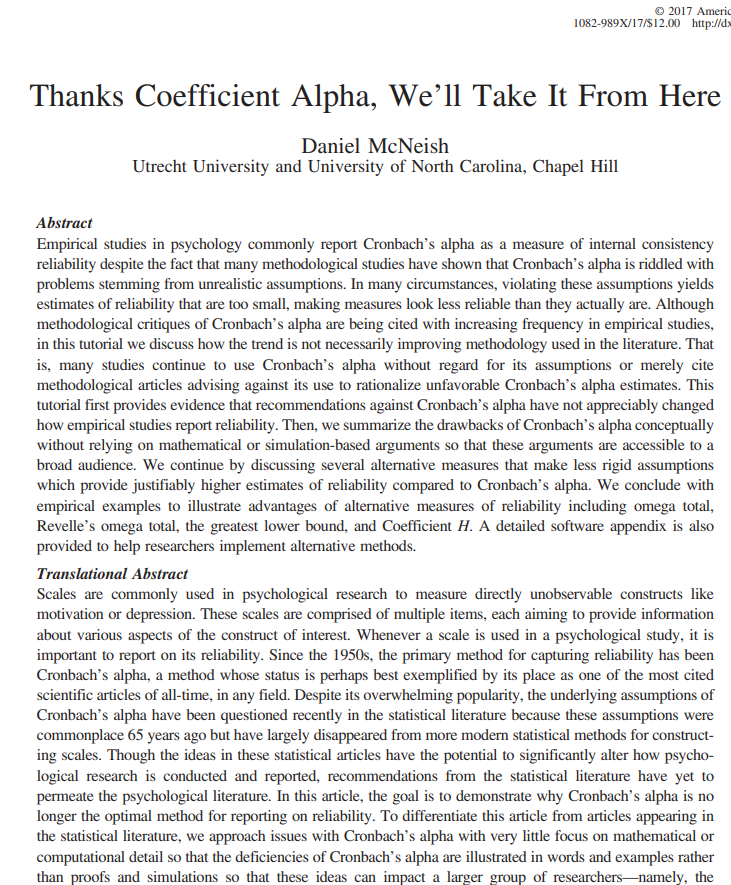 © 2017 Americ
1082-989X/17/$12.00 http://dx
Thanks Coefficient Alpha, We’ll Take It From Here
Daniel McNeish
Utrecht University and University of North Carolina, Chapel Hill
Abstract
Empirical studies in psychology commonly report Cronbach’s alpha as a measure of internal consistency
reliability despite the fact that many methodological studies have shown that Cronbach’s alpha is riddled with
problems stemming from unrealistic assumptions. In many circumstances, violating these assumptions yields
estimates of reliability that are too small, making measures look less reliable than they actually are. Although
methodological critiques of Cronbach’s alpha are being cited with increasing frequency in empirical studies,
in this tutorial we discuss how the trend is not necessarily improving methodology used in the literature. That
is, many studies continue to use Cronbach’s alpha without regard for its assumptions or merely cite
methodological articles advising against its use to rationalize unfavorable Cronbach’s alpha estimates. This
tutorial first provides evidence that recommendations against Cronbach’s alpha have not appreciably changed
how empirical studies report reliability. Then, we summarize the drawbacks of Cronbach’s alpha conceptually
without relying on mathematical or simulation-based arguments so that these arguments are accessible to a
broad audience. We continue by discussing several alternative measures that make less rigid assumptions
which provide justifiably higher estimates of reliability compared to Cronbach’s alpha. We conclude with
empirical examples to illustrate advantages of alternative measures of reliability including omega total,
Revelle’s omega total, the greatest lower bound, and Coefficient H. A detailed software appendix is also
provided to help researchers implement alternative methods.
Translational Abstract
Scales are commonly used in psychological research to measure directly unobservable constructs like
motivation or depression. These scales are comprised of multiple items, each aiming to provide information
about various aspects of the construct of interest. Whenever a scale is used in a psychological study, it is
important to report on its reliability. Since the 1950s, the primary method for capturing reliability has been
Cronbach’s alpha, a method whose status is perhaps best exemplified by its place as one of the most cited
scientific articles of all-time, in any field. Despite its overwhelming popularity, the underlying assumptions of
Cronbach’s alpha have been questioned recently in the statistical literature because these assumptions were
commonplace 65 years ago but have largely disappeared from more modern statistical methods for construct-
ing scales. Though the ideas in these statistical articles have the potential to significantly alter how psycho-
logical research is conducted and reported, recommendations from the statistical literature have yet to
permeate the psychological literature. In this article, the goal is to demonstrate why Cronbach’s alpha is no
longer the optimal method for reporting on reliability. To differentiate this article from articles appearing in
the statistical literature, we approach issues with Cronbach’s alpha with very little focus on mathematical or
computational detail so that the deficiencies of Cronbach’s alpha are illustrated in words and examples rather
than proofs and simulations so that these ideas can impact a larger group of researchers—namely, the